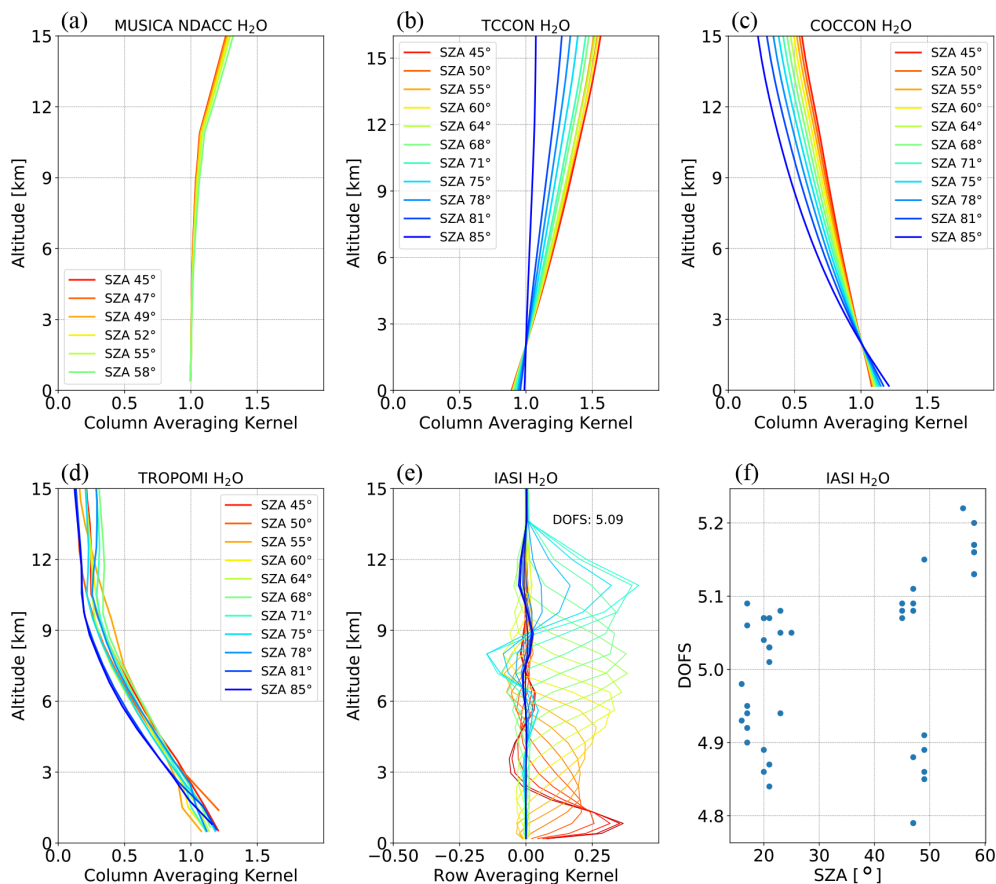 (a) MUSICA NDACC H₂O
15
12
9
6
3
0
Altitude [km]
SZA 45°
SZA 47°
SZA 49°
SZA 52°
SZA 55°
SZA 58°
0.0 0.5 1.0 1.5
Column Averaging Kernel
(b) TCCON H₂O
15
12
9
6
3
0
Altitude [km]
SZA 45°
SZA 50°
SZA 55°
SZA 60°
SZA 64°
SZA 68°
SZA 71°
SZA 75°
SZA 78°
SZA 81°
SZA 85°
0.0 0.5 1.0 1.5
Column Averaging Kernel
(c) COCCON H₂O
15
12
9
6
3
0
Altitude [km]
SZA 45°
SZA 50°
SZA 55°
SZA 60°
SZA 64°
SZA 68°
SZA 71°
SZA 75°
SZA 78°
SZA 81°
SZA 85°
0.0 0.5 1.0 1.5
Column Averaging Kernel
(d) TROPOMI H₂O
15
12
9
6
3
0
Altitude [km]
SZA 45°
SZA 50°
SZA 55°
SZA 60°
SZA 64°
SZA 68°
SZA 71°
SZA 75°
SZA 78°
SZA 81°
SZA 85°
0.0 0.5 1.0 1.5
Column Averaging Kernel
(e) IASI H₂O
15
12
9
6
3
0
Altitude [km]
DOFS: 5.09
−0.50 −0.25 0.00 0.25
Row Averaging Kernel
(f) IASI H₂O
5.2
5.1
5.0
4.9
4.8
DOFS
20 30 40 50 60
SZA [ ° ]